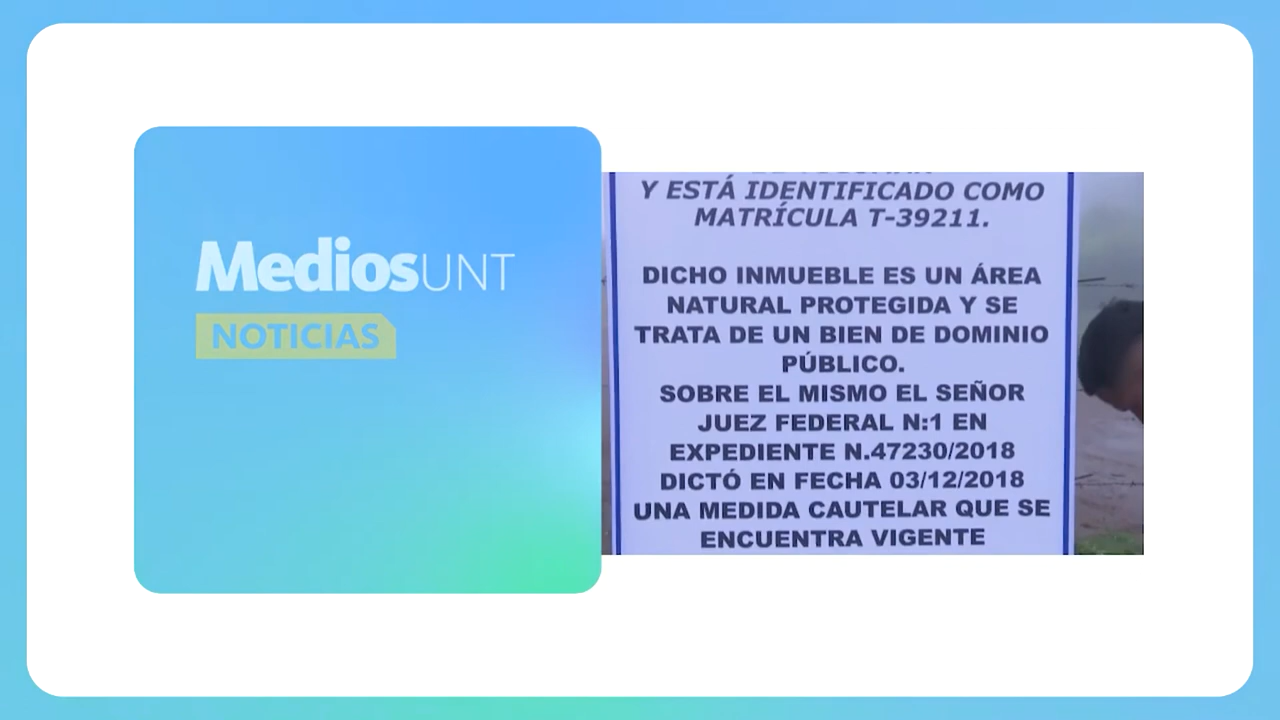 MediosUNT
NOTICIAS
Y ESTÁ IDENTIFICADO COMO
MATRÍCULA T-39211.
DICHO INMUEBLE ES UN ÁREA
NATURAL PROTEGIDA Y SE
TRATA DE UN BIEN DE DOMINIO
PÚBLICO.
SOBRE EL MISMO EL SEÑOR
JUEZ FEDERAL N:1 EN
EXPEDIENTE N.47230/2018
DICTÓ EN FECHA 03/12/2018
UNA MEDIDA CAUTELAR QUE SE
ENCUENTRA VIGENTE